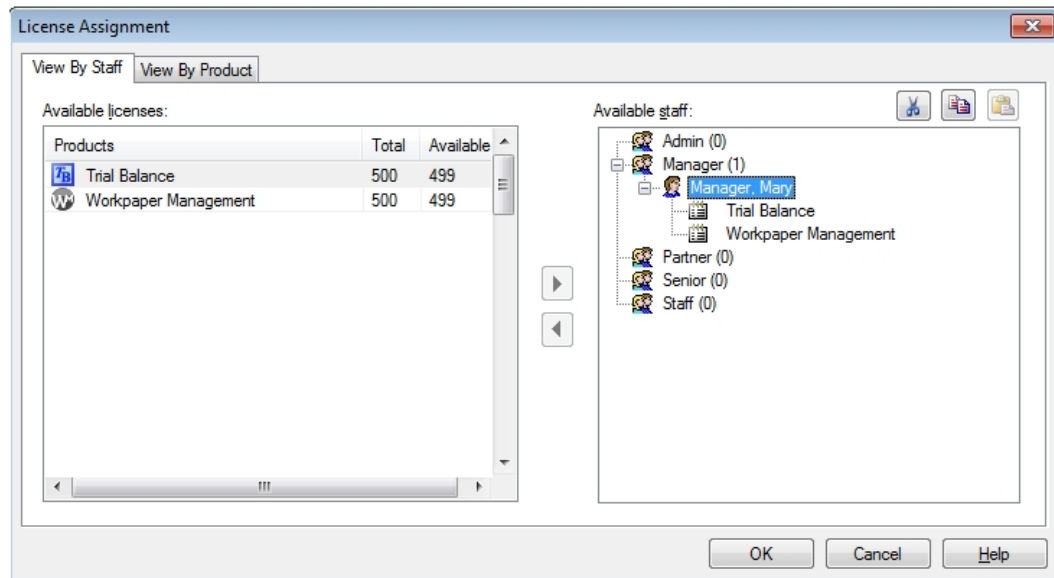 License Assignment
View By Staff
View By Product
Available licenses:
Products Total Available
TB Trial Balance 500 499
W Workpaper Management 500 499
Available staff:
Admin (0)
Manager (1)
Manager, Mary
Trial Balance
Workpaper Management
Partner (0)
Senior (0)
Staff (0)
OK
Cancel
Help